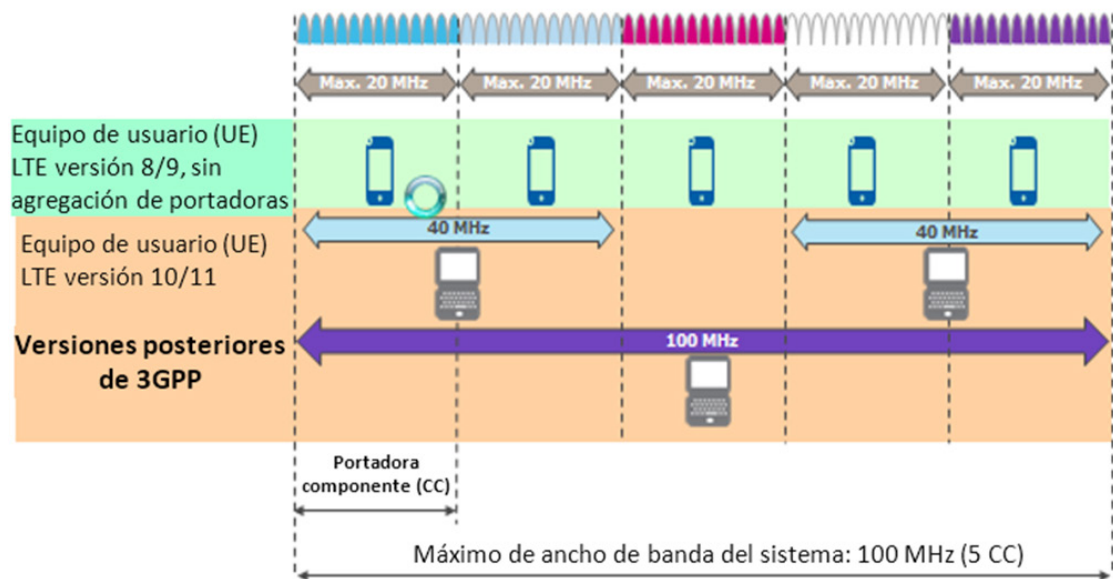 Max. 20 MHz Max. 20 MHz Max. 20 MHz Max. 20 MHz Max. 20 MHz
Equipo de usuario (UE)
LTE versión 8/9, sin
agregación de portadoras
40 MHz 40 MHz
Equipo de usuario (UE)
LTE versión 10/11
100 MHz
Versiones posteriores
de 3GPP
Portadora
componente (CC)
Máximo de ancho de banda del sistema: 100 MHz (5 CC)